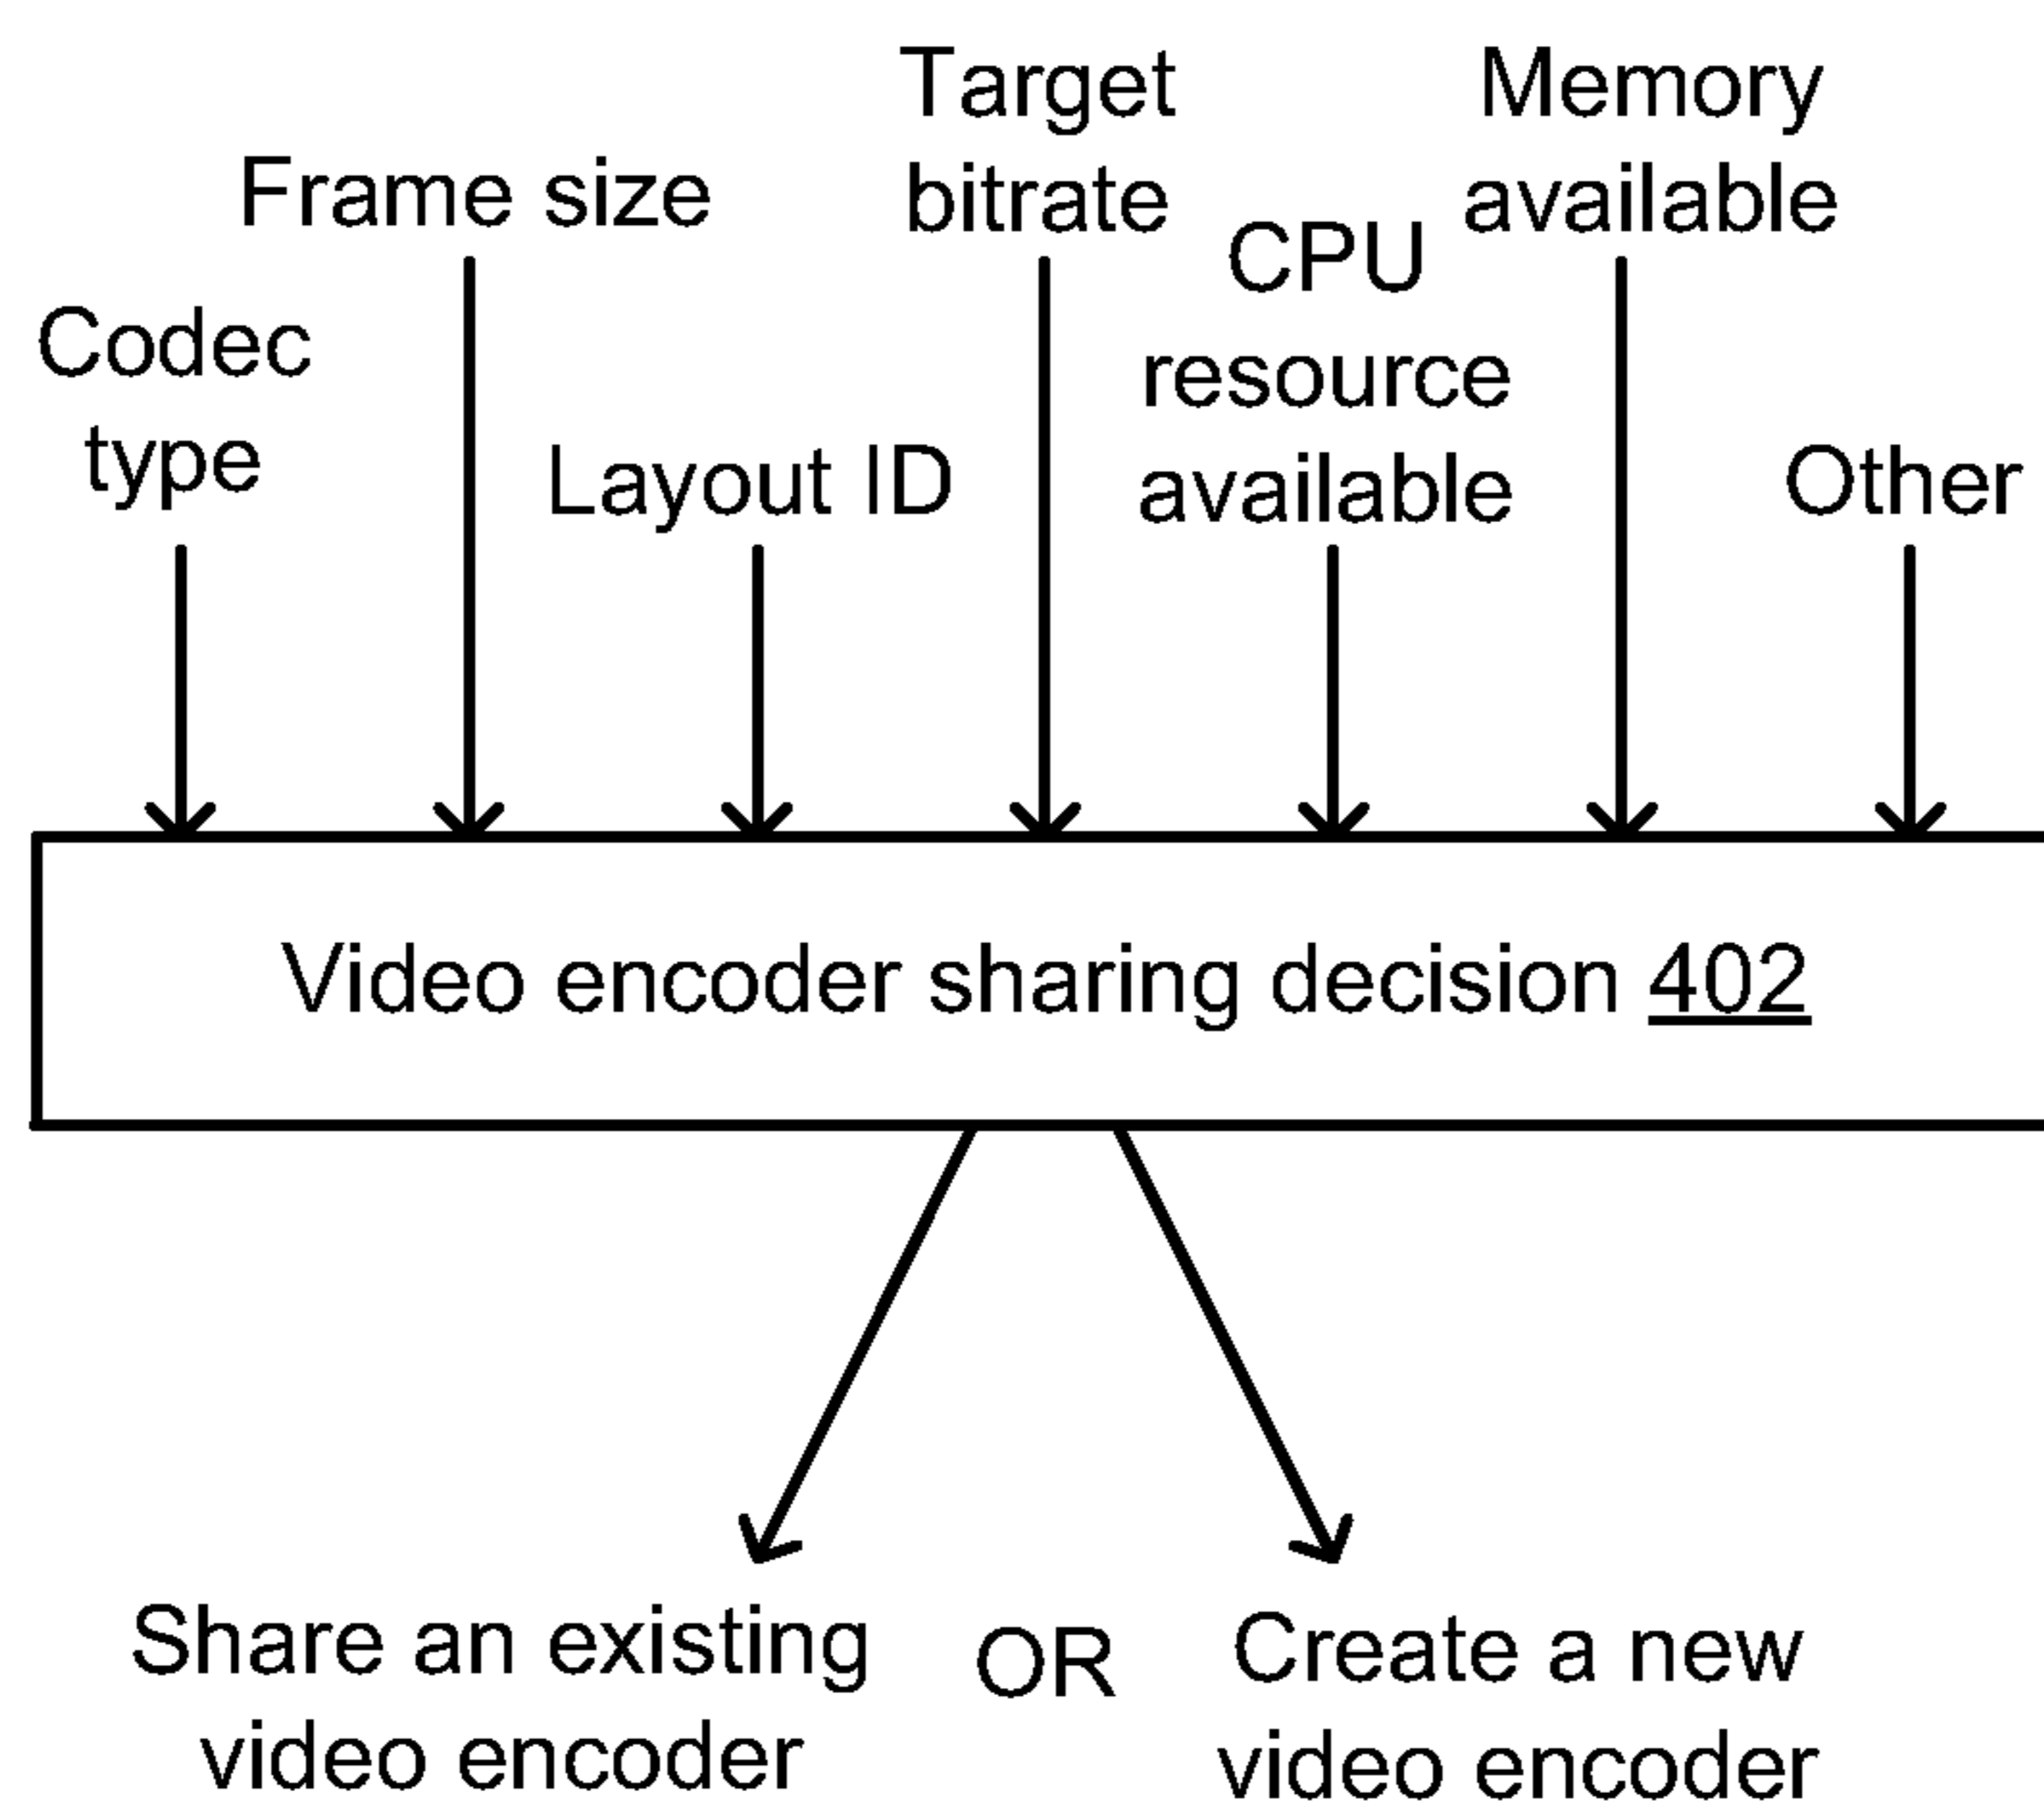 Codec
type
Frame size
Layout ID
Target
bitrate
CPU
resource
available
Memory
available
Other
Video encoder sharing decision 402
Share an existing
video encoder
OR
Create a new
video encoder